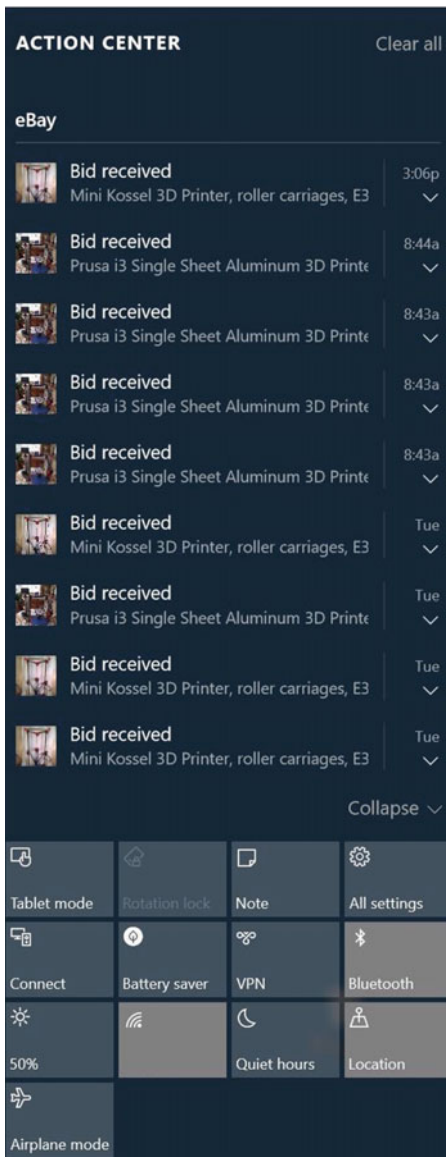 ACTION CENTER
Clear all
eBay
Bid received
3:06p
Mini Kossel 3D Printer, roller carriages, E3
Bid received
8:44a
Prusa i3 Single Sheet Aluminum 3D Printe
Bid received
8:43a
Prusa i3 Single Sheet Aluminum 3D Printe
Bid received
8:43a
Prusa i3 Single Sheet Aluminum 3D Printe
Bid received
8:43a
Prusa i3 Single Sheet Aluminum 3D Printe
Bid received
Tue
Mini Kossel 3D Printer, roller carriages, E3
Bid received
Tue
Prusa i3 Single Sheet Aluminum 3D Printe
Bid received
Tue
Mini Kossel 3D Printer, roller carriages, E3
Bid received
Tue
Mini Kossel 3D Printer, roller carriages, E3
Collapse
Tablet mode
Rotation lock
Note
All settings
Connect
Battery saver
VPN
Bluetooth
50%
Quiet hours
Location
Airplane mode